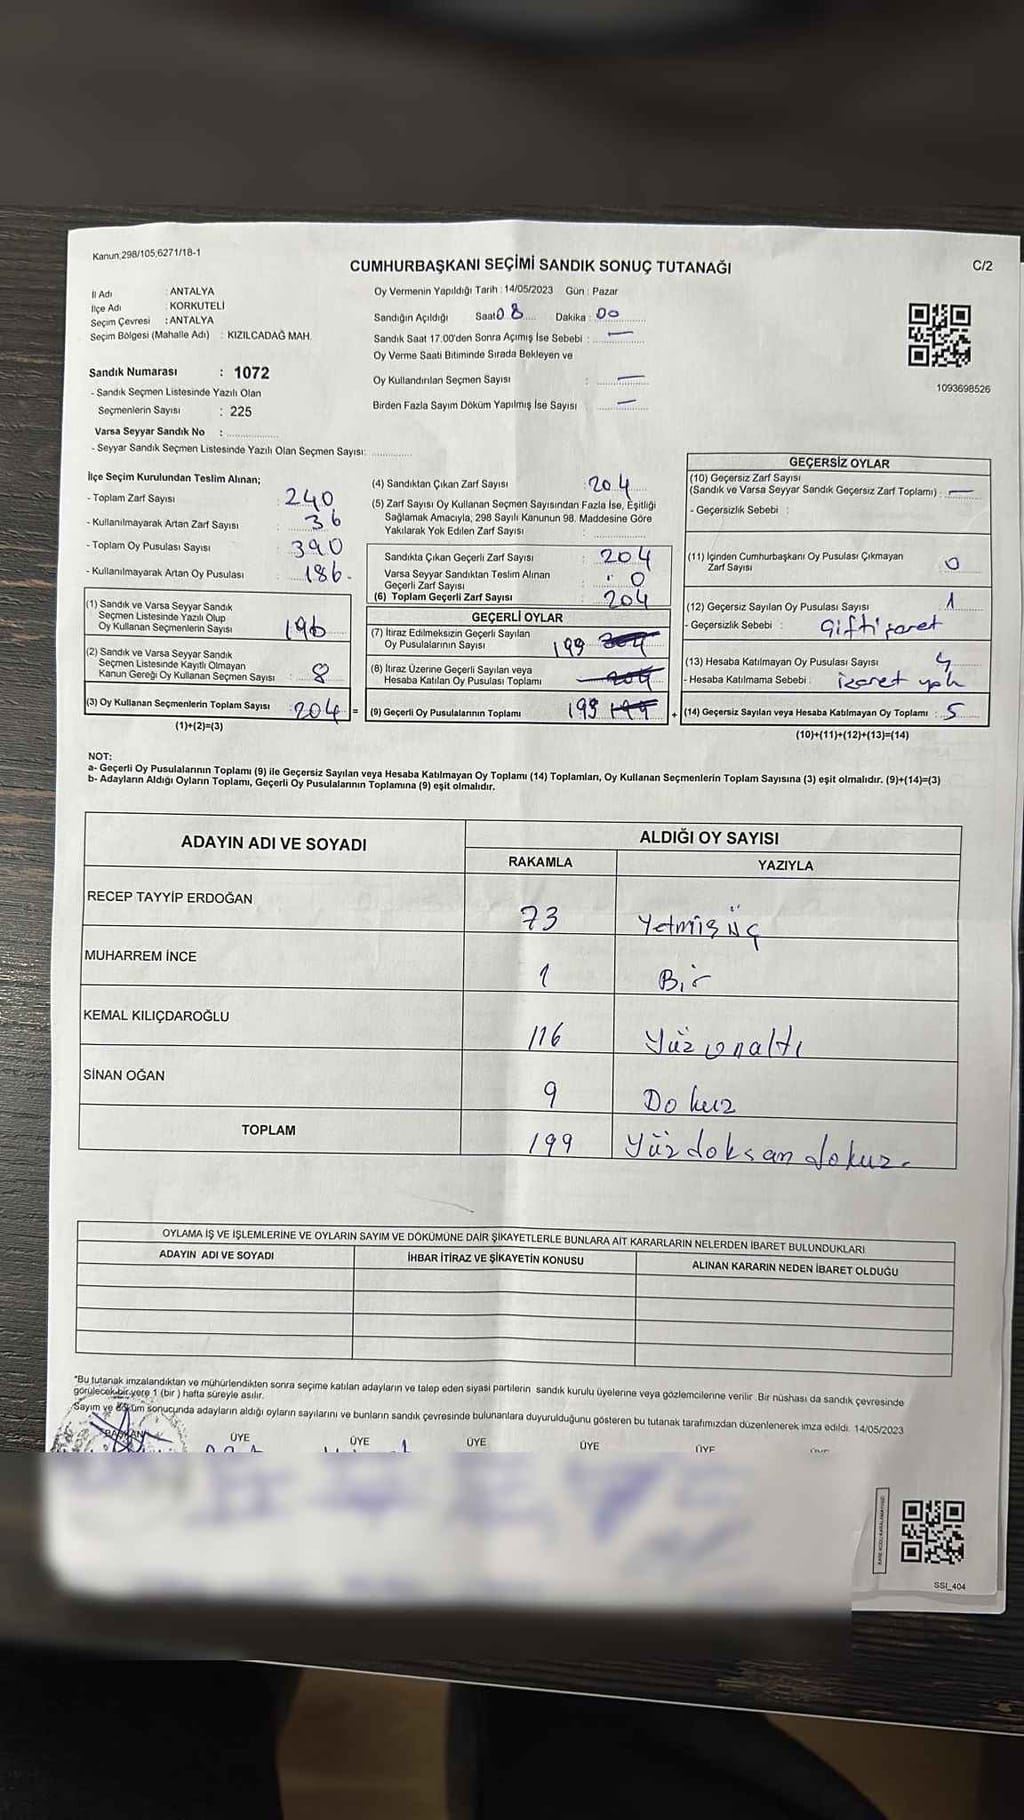 Kanun;298/105,6271/18-1
CUMHURBAŞKANI SEÇİMİ SANDIK SONUÇ TUTANAĞI
C/2
İl Adı : ANTALYA
İlçe Adı : KORKUTELİ
Seçim Çevresi : ANTALYA
Seçim Bölgesi (Mahalle Adı) : KIZILCADAĞ MAH.
Sandık Numarası : 1072
- Sandık Seçmen Listesinde Yazılı Olan
Seçmenlerin Sayısı : 225
Varsa Seyyar Sandık No :
- Seyyar Sandık Seçmen Listesinde Yazılı Olan Seçmen Sayısı:
Oy Vermenin Yapıldığı Tarih : 14/05/2023 Gün : Pazar
Sandığın Açıldığı Saat 08 Dakika : 00
Sandık Saat 17.00'den Sonra Açımış İse Sebebi : —
Oy Verme Saati Bitiminde Sırada Bekleyen ve
Oy Kullandırılan Seçmen Sayısı : —
Birden Fazla Sayım Döküm Yapılmış İse Sayısı —
1093698526
İlçe Seçim Kurulundan Teslim Alınan;
- Toplam Zarf Sayısı 240
- Kullanılmayarak Artan Zarf Sayısı 36
- Toplam Oy Pusulası Sayısı 390
- Kullanılmayarak Artan Oy Pusulası 186-
(1) Sandık ve Varsa Seyyar Sandık
Seçmen Listesinde Yazılı Olup
Oy Kullanan Seçmenlerin Sayısı 196
(2) Sandık ve Varsa Seyyar Sandık
Seçmen Listesinde Kayıtlı Olmayan
Kanun Gereği Oy Kullanan Seçmen Sayısı : 8
(3) Oy Kullanan Seçmenlerin Toplam Sayısı 204 =
(1)+(2)=(3)
(4) Sandıktan Çıkan Zarf Sayısı : 204
(5) Zarf Sayısı Oy Kullanan Seçmen Sayısından Fazla İse, Eşitliği
Sağlamak Amacıyla, 298 Sayılı Kanunun 98. Maddesine Göre
Yakılarak Yok Edilen Zarf Sayısı :
Sandıkta Çıkan Geçerli Zarf Sayısı : 204
Varsa Seyyar Sandıktan Teslim Alınan
Geçerli Zarf Sayısı : 0
(6) Toplam Geçerli Zarf Sayısı 204
GEÇERLİ OYLAR
(7) İtiraz Edilmeksizin Geçerli Sayılan
Oy Pusulalarının Sayısı 199 204
(8) İtiraz Üzerine Geçerli Sayılan veya
Hesaba Katılan Oy Pusulası Toplamı 204
(9) Geçerli Oy Pusulalarının Toplamı 199 199 +
GEÇERSİZ OYLAR
(10) Geçersiz Zarf Sayısı
(Sandık ve Varsa Seyyar Sandık Geçersiz Zarf Toplamı) : —
- Geçersizlik Sebebi :
(11) İçinden Cumhurbaşkanı Oy Pusulası Çıkmayan
Zarf Sayısı 0
(12) Geçersiz Sayılan Oy Pusulası Sayısı 1
- Geçersizlik Sebebi : Çift işaret
(13) Hesaba Katılmayan Oy Pusulası Sayısı 4
- Hesaba Katılmama Sebebi : işaret yok
(14) Geçersiz Sayılan veya Hesaba Katılmayan Oy Toplamı : 5
(10)+(11)+(12)+(13)=(14)
NOT:
a- Geçerli Oy Pusulalarının Toplamı (9) ile Geçersiz Sayılan veya Hesaba Katılmayan Oy Toplamı (14) Toplamları, Oy Kullanan Seçmenlerin Toplam Sayısına (3) eşit olmalıdır. (9)+(14)=(3)
b- Adayların Aldığı Oyların Toplamı, Geçerli Oy Pusulalarının Toplamına (9) eşit olmalıdır.
ADAYIN ADI VE SOYADI
ALDIĞI OY SAYISI
RAKAMLA YAZIYLA
RECEP TAYYİP ERDOĞAN 73 Yetmiş üç
MUHARREM İNCE 1 Bir
KEMAL KILIÇDAROĞLU 116 Yüz onaltı
SİNAN OĞAN 9 Dokuz
TOPLAM 199 Yüzdoksan dokuz.
OYLAMA İŞ VE İŞLEMLERİNE VE OYLARIN SAYIM VE DÖKÜMÜNE DAİR ŞİKAYETLERLE BUNLARA AİT KARARLARIN NELERDEN İBARET BULUNDUKLARI
ADAYIN ADI VE SOYADI İHBAR İTİRAZ VE ŞİKAYETİN KONUSU ALINAN KARARIN NEDEN İBARET OLDUĞU
*Bu tutanak imzalandıktan ve mühürlendikten sonra seçime katılan adayların ve talep eden siyasi partilerin sandık kurulu üyelerine veya gözlemcilerine verilir. Bir nüshası da sandık çevresinde
görülecek bir yere 1 (bir ) hafta süreyle asılır.
Sayım ve döküm sonucunda adayların aldığı oyların sayılarını ve bunların sandık çevresinde bulunanlara duyurulduğunu gösteren bu tutanak tarafımızdan düzenlenerek imza edildi. 14/05/2023
BAŞKAN ÜYE ÜYE ÜYE ÜYE ÜYE ÜYE
SSI_404